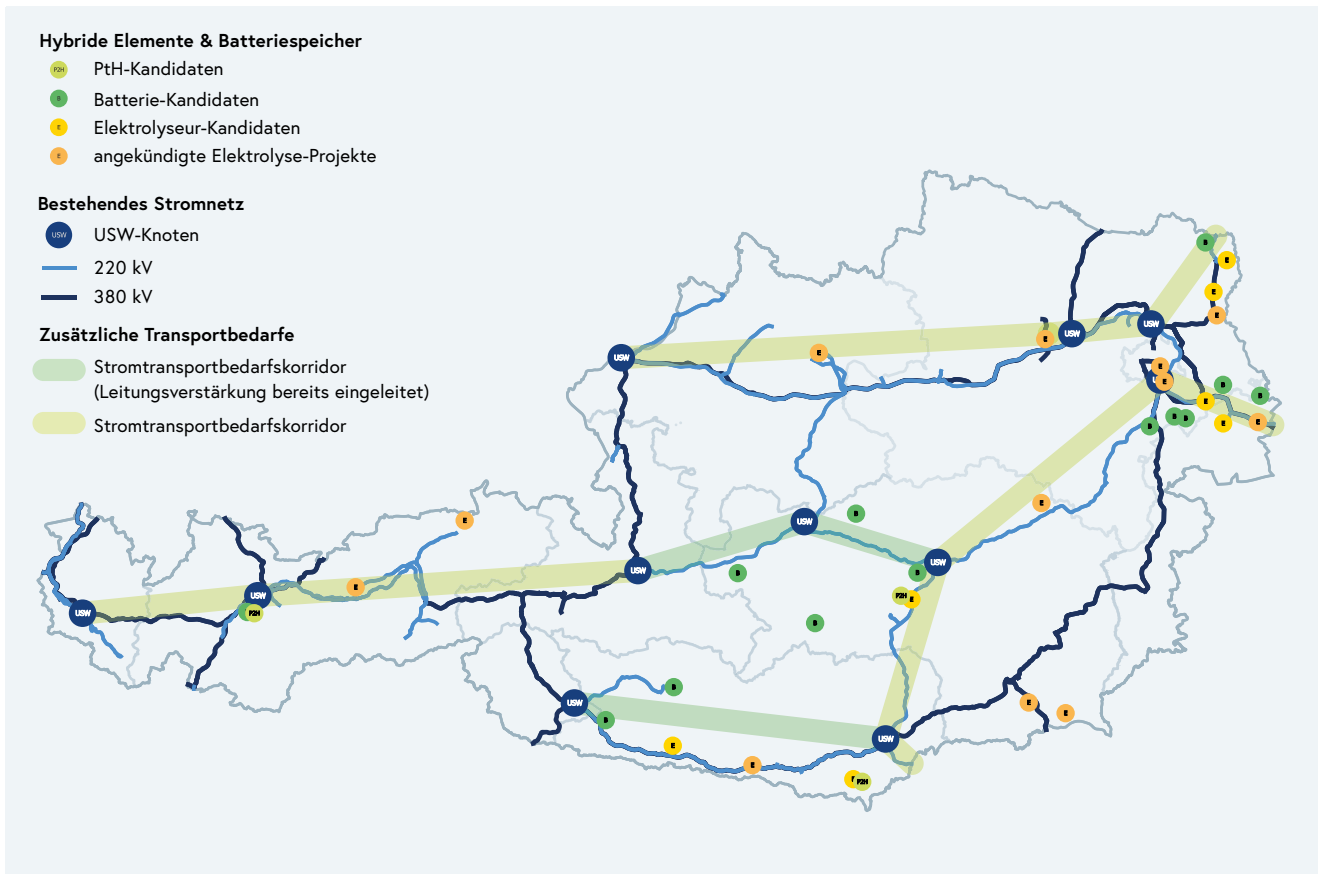 Hybride Elemente & Batteriespeicher
P2H PtH-Kandidaten
B Batterie-Kandidaten
E Elektrolyseur-Kandidaten
E angekündigte Elektrolyse-Projekte
Bestehendes Stromnetz
USW USW-Knoten
220 kV
380 kV
Zusätzliche Transportbedarfe
Stromtransportbedarfskorridor
(Leitungsverstärkung bereits eingeleitet)
Stromtransportbedarfskorridor
B
E
E
E
USW
USW
E
USW
E
E
E
B
B
E
B
B
E
E
B
E
B
USW
E
USW
B
USW
B
E
USW
P2H
E
USW
P2H
B
B
USW
B
E
E
USW
E
E
P2H